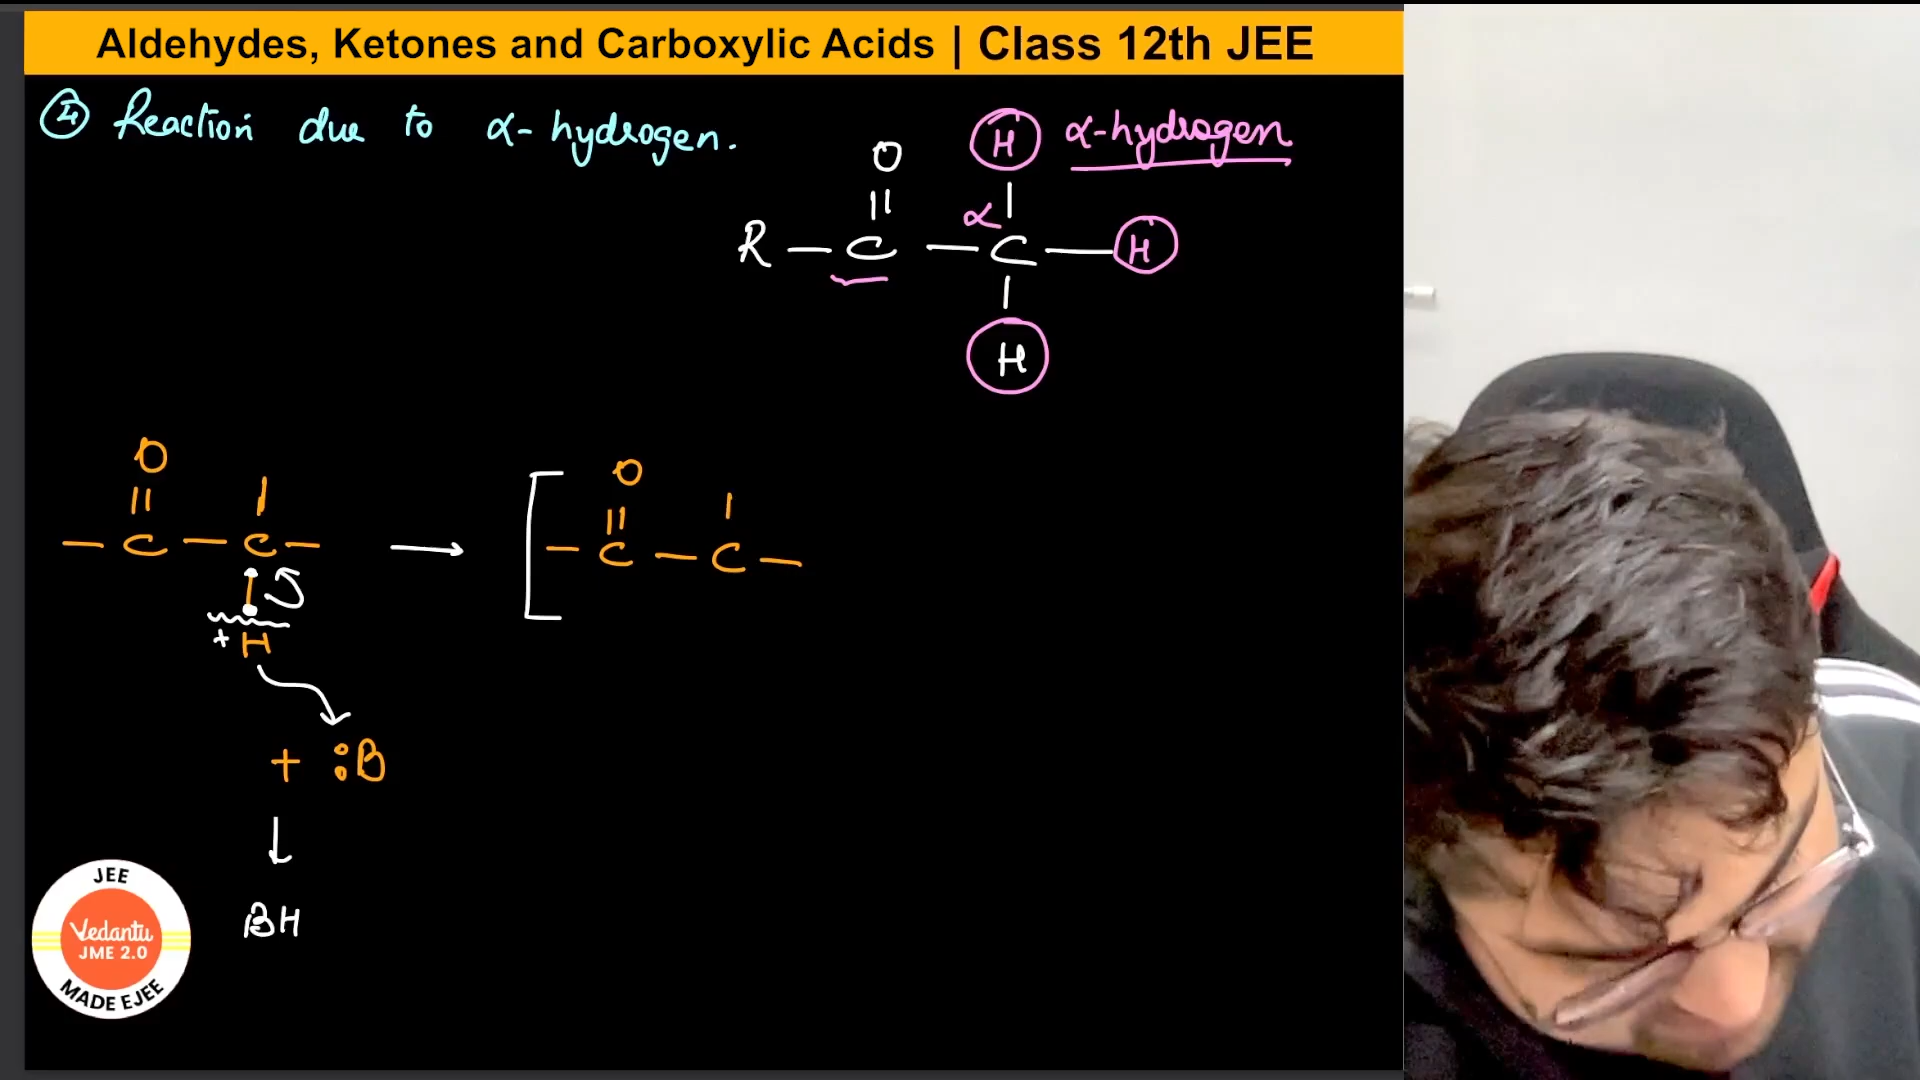 Aldehydes, Ketones and Carboxylic Acids | Class 12th JEE
④ Reaction due to α-hydrogen.
H α-hydrogen
O
||
α |
R — C — C — H
|
H
O
|| |
— C — C —
|
+ H
+ :B
↓
BH
→
[
O
|| |
— C — C —
JEE
Vedantu
JME 2.0
MADE EJEE